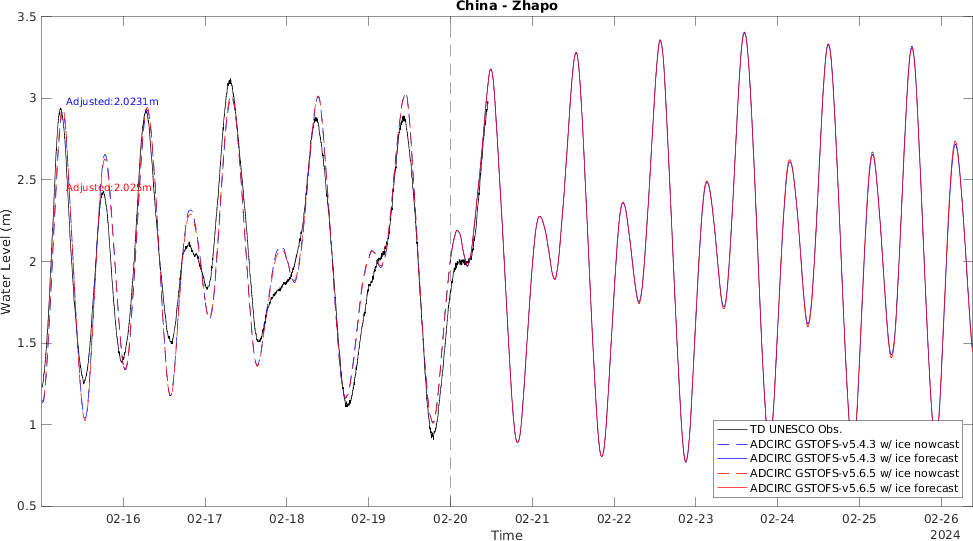 China - Zhapo
3.5
3
2.5
2
1.5
1
0.5
Water Level (m)
Adjusted:2.0231m
Adjusted:2.025m
TD UNESCO Obs.
ADCIRC GSTOFS-v5.4.3 w/ ice nowcast
ADCIRC GSTOFS-v5.4.3 w/ ice forecast
ADCIRC GSTOFS-v5.6.5 w/ ice nowcast
ADCIRC GSTOFS-v5.6.5 w/ ice forecast
02-16 02-17 02-18 02-19 02-20 02-21 02-22 02-23 02-24 02-25 02-26
Time
2024